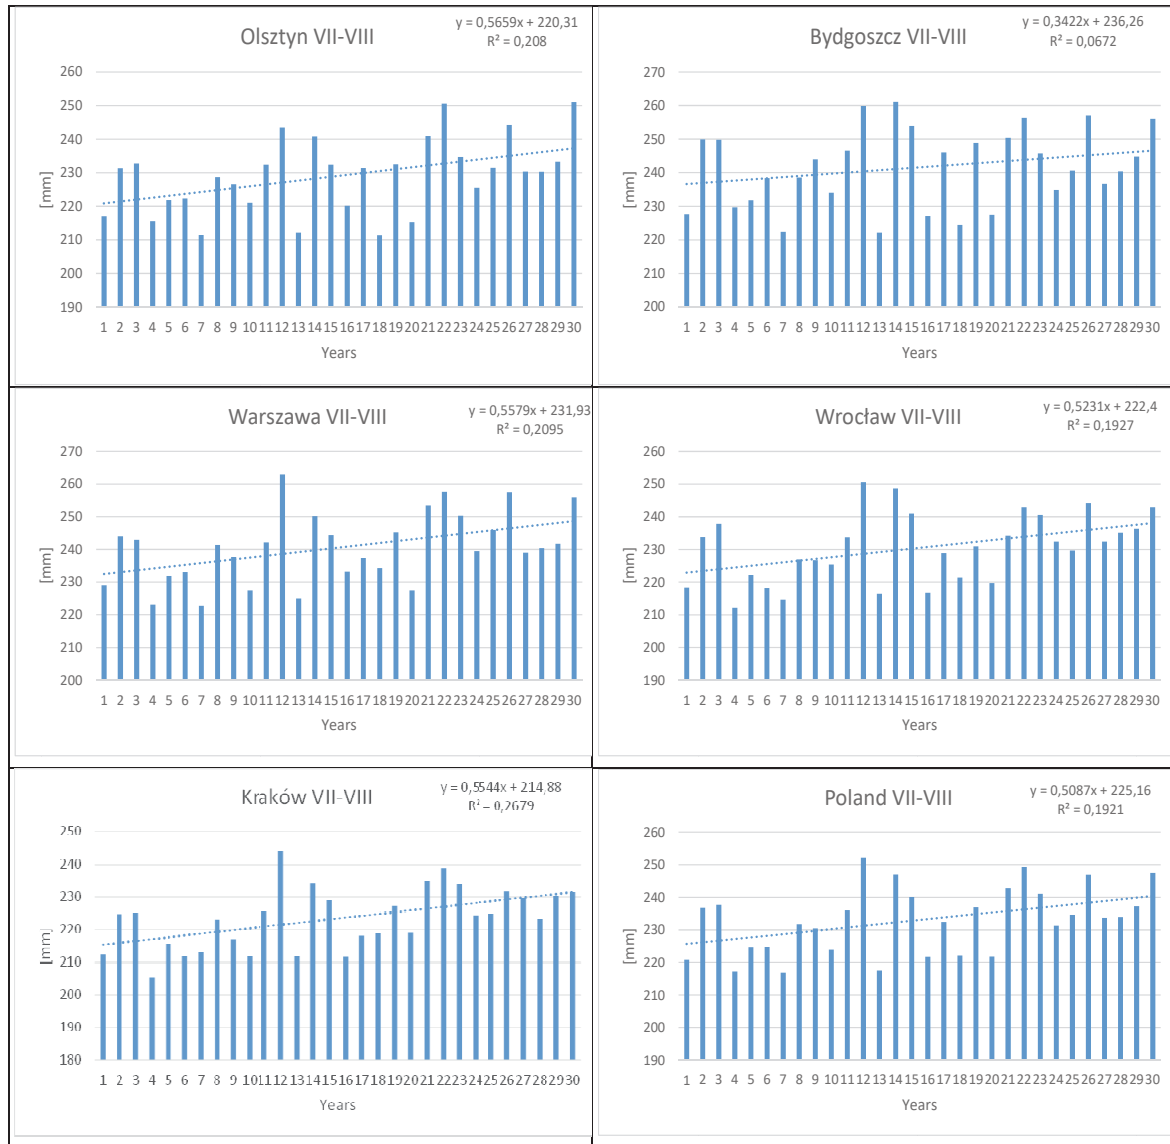 Olsztyn VII-VIII
y = 0,5659x + 220,31
R² = 0,208
260
250
240
230
220
210
200
190
[mm]
1 2 3 4 5 6 7 8 9 10 11 12 13 14 15 16 17 18 19 20 21 22 23 24 25 26 27 28 29 30
Years
Bydgoszcz VII-VIII
y = 0,3422x + 236,26
R² = 0,0672
270
260
250
240
230
220
210
200
[mm]
1 2 3 4 5 6 7 8 9 10 11 12 13 14 15 16 17 18 19 20 21 22 23 24 25 26 27 28 29 30
Years
Warszawa VII-VIII
y = 0,5579x + 231,93
R² = 0,2095
270
260
250
240
230
220
210
200
[mm]
1 2 3 4 5 6 7 8 9 10 11 12 13 14 15 16 17 18 19 20 21 22 23 24 25 26 27 28 29 30
Years
Wrocław VII-VIII
y = 0,5231x + 222,4
R² = 0,1927
260
250
240
230
220
210
200
190
[mm]
1 2 3 4 5 6 7 8 9 10 11 12 13 14 15 16 17 18 19 20 21 22 23 24 25 26 27 28 29 30
Years
Kraków VII-VIII
y = 0,5544x + 214,88
R² = 0,2679
250
240
230
220
210
200
190
180
[mm]
1 2 3 4 5 6 7 8 9 10 11 12 13 14 15 16 17 18 19 20 21 22 23 24 25 26 27 28 29 30
Years
Poland VII-VIII
y = 0,5087x + 225,16
R² = 0,1921
260
250
240
230
220
210
200
190
[mm]
1 2 3 4 5 6 7 8 9 10 11 12 13 14 15 16 17 18 19 20 21 22 23 24 25 26 27 28 29 30
Years